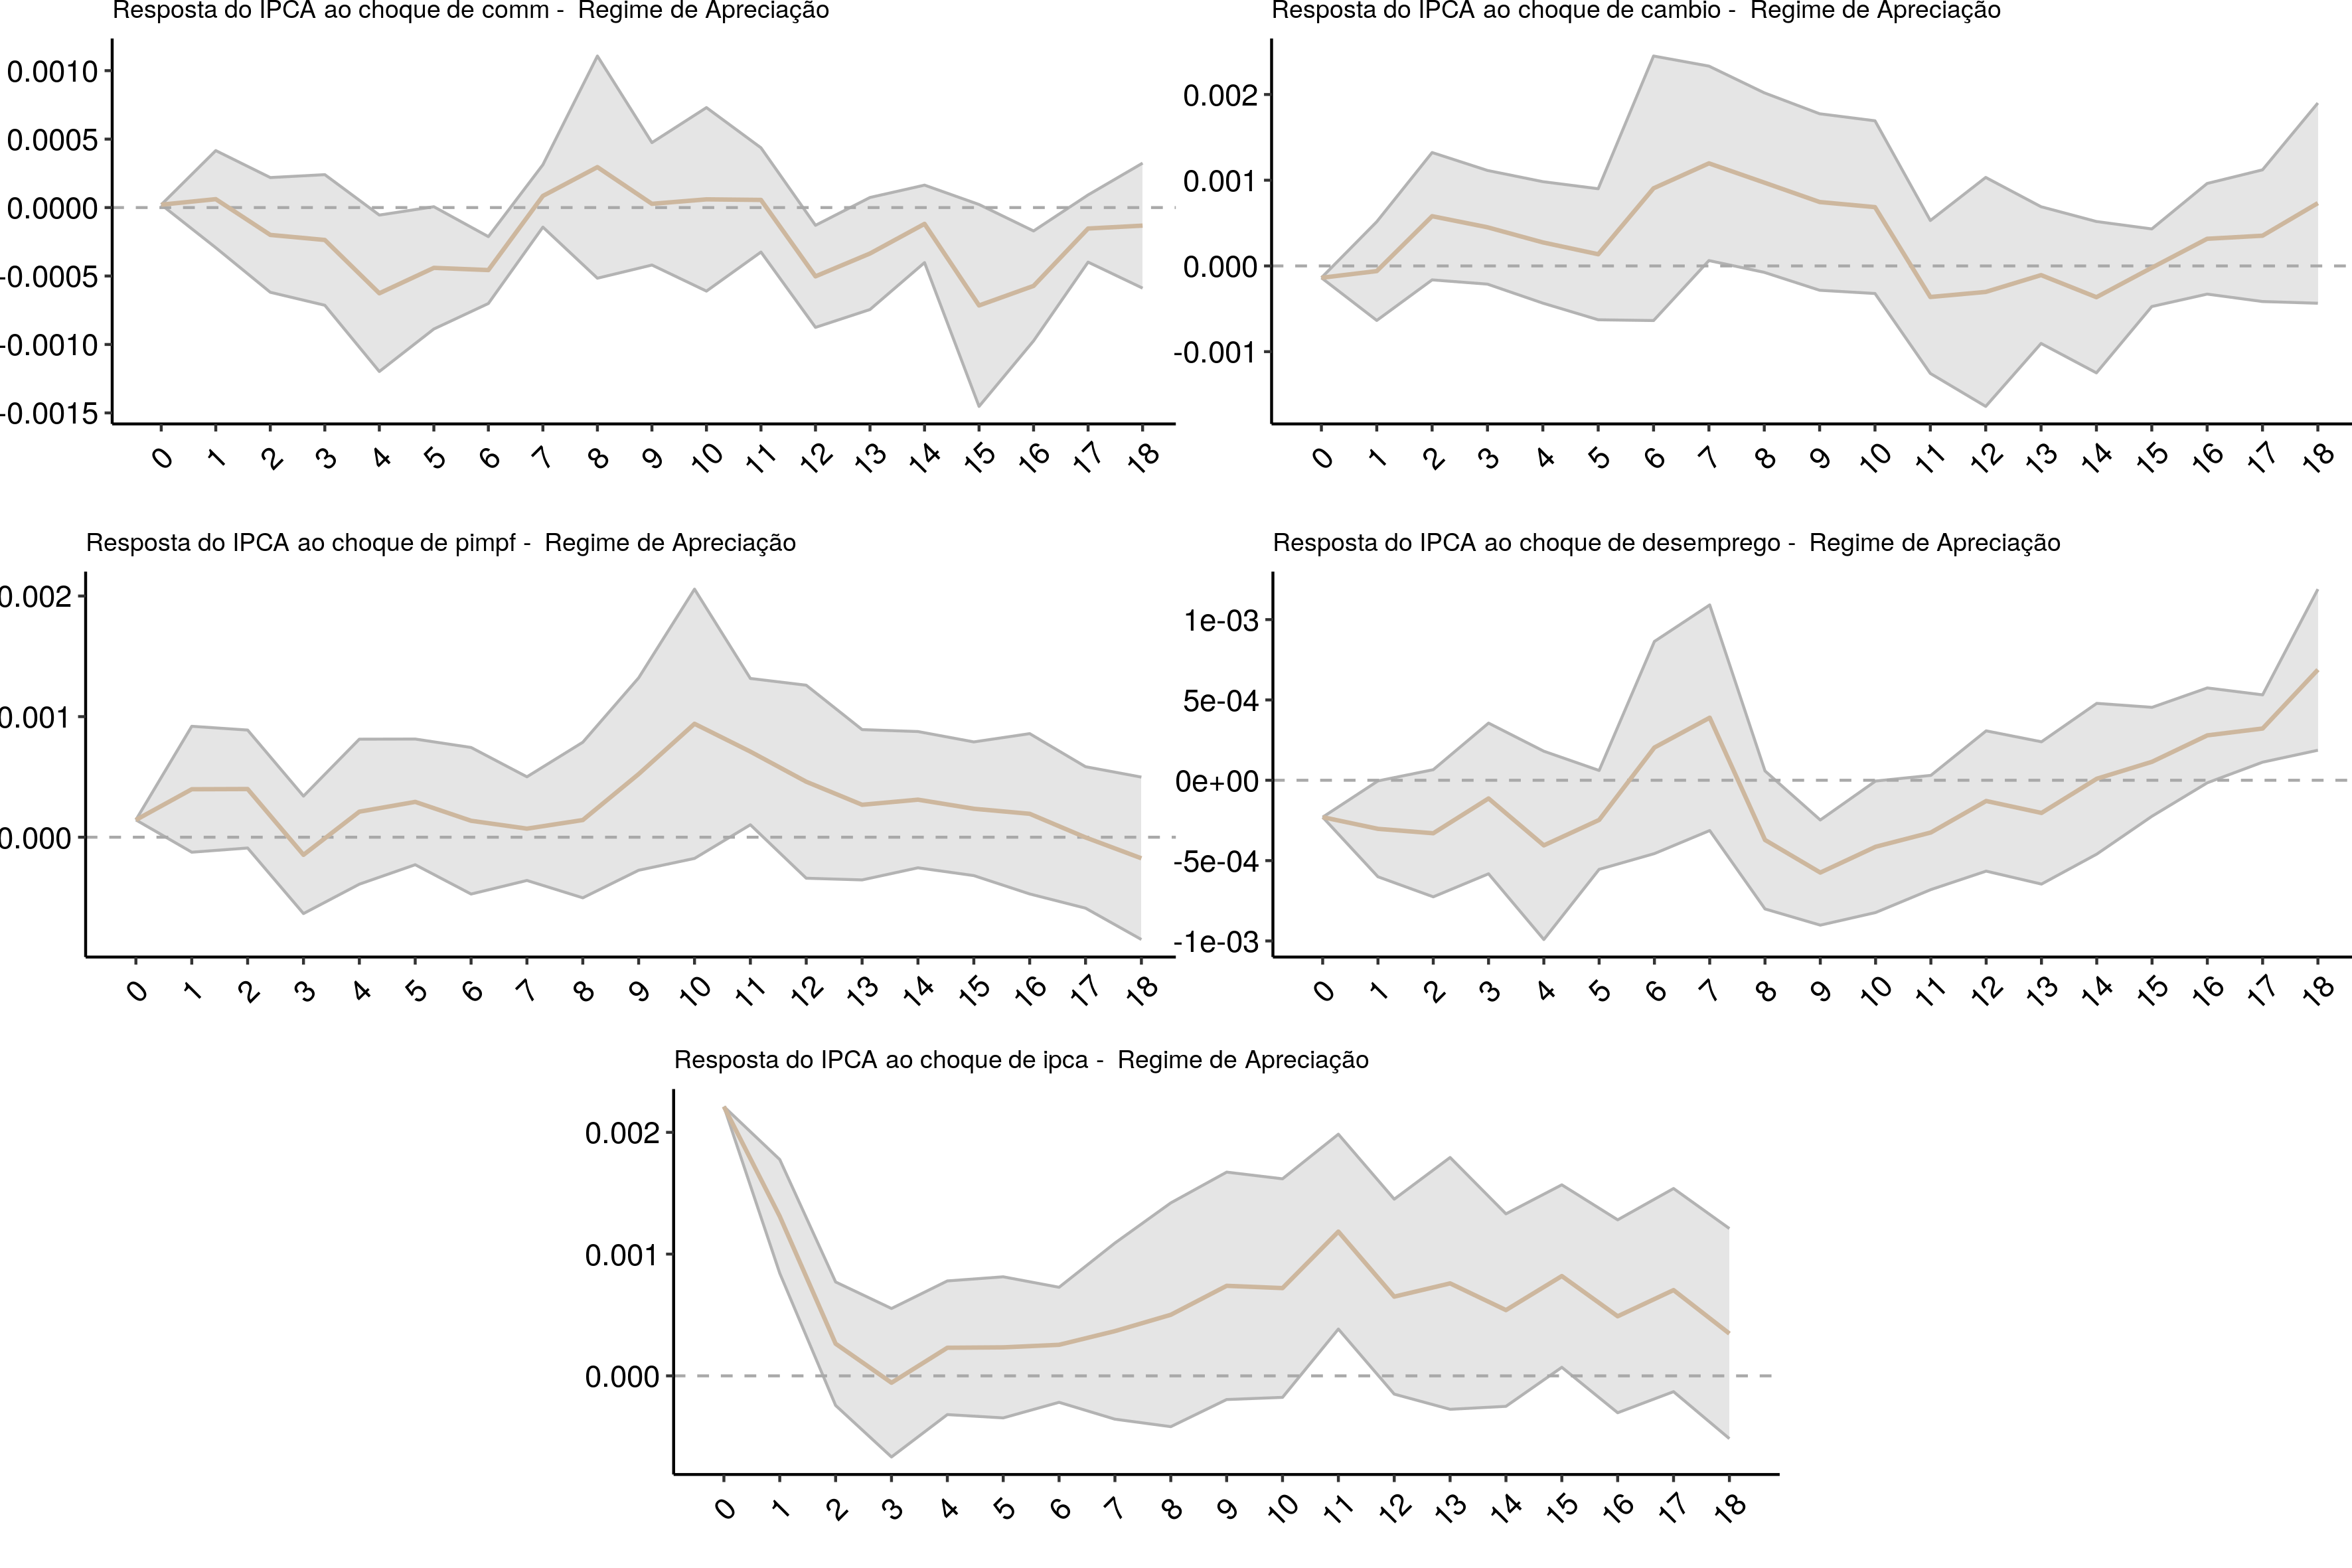 Resposta do IPCA ao choque de comm - Regime de Apreciação
0.0010
0.0005
0.0000
-0.0005
-0.0010
-0.0015
0 1 2 3 4 5 6 7 8 9 10 11 12 13 14 15 16 17 18
Resposta do IPCA ao choque de cambio - Regime de Apreciação
0.002
0.001
0.000
-0.001
0 1 2 3 4 5 6 7 8 9 10 11 12 13 14 15 16 17 18
Resposta do IPCA ao choque de pimpf - Regime de Apreciação
0.002
0.001
0.000
0 1 2 3 4 5 6 7 8 9 10 11 12 13 14 15 16 17 18
Resposta do IPCA ao choque de desemprego - Regime de Apreciação
1e-03
5e-04
0e+00
-5e-04
-1e-03
0 1 2 3 4 5 6 7 8 9 10 11 12 13 14 15 16 17 18
Resposta do IPCA ao choque de ipca - Regime de Apreciação
0.002
0.001
0.000
0 1 2 3 4 5 6 7 8 9 10 11 12 13 14 15 16 17 18